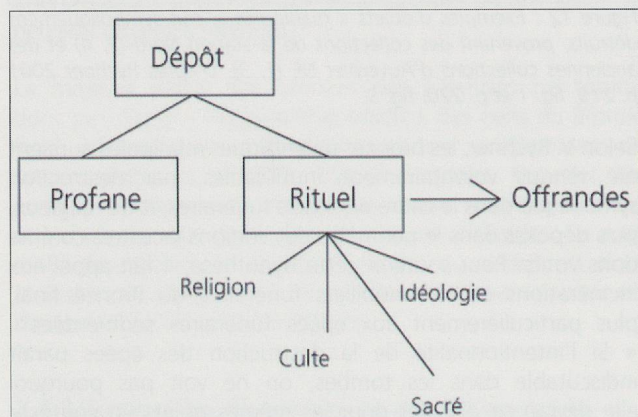 Dépôt
Profane
Rituel
Offrandes
Religion
Idéologie
Culte
Sacré